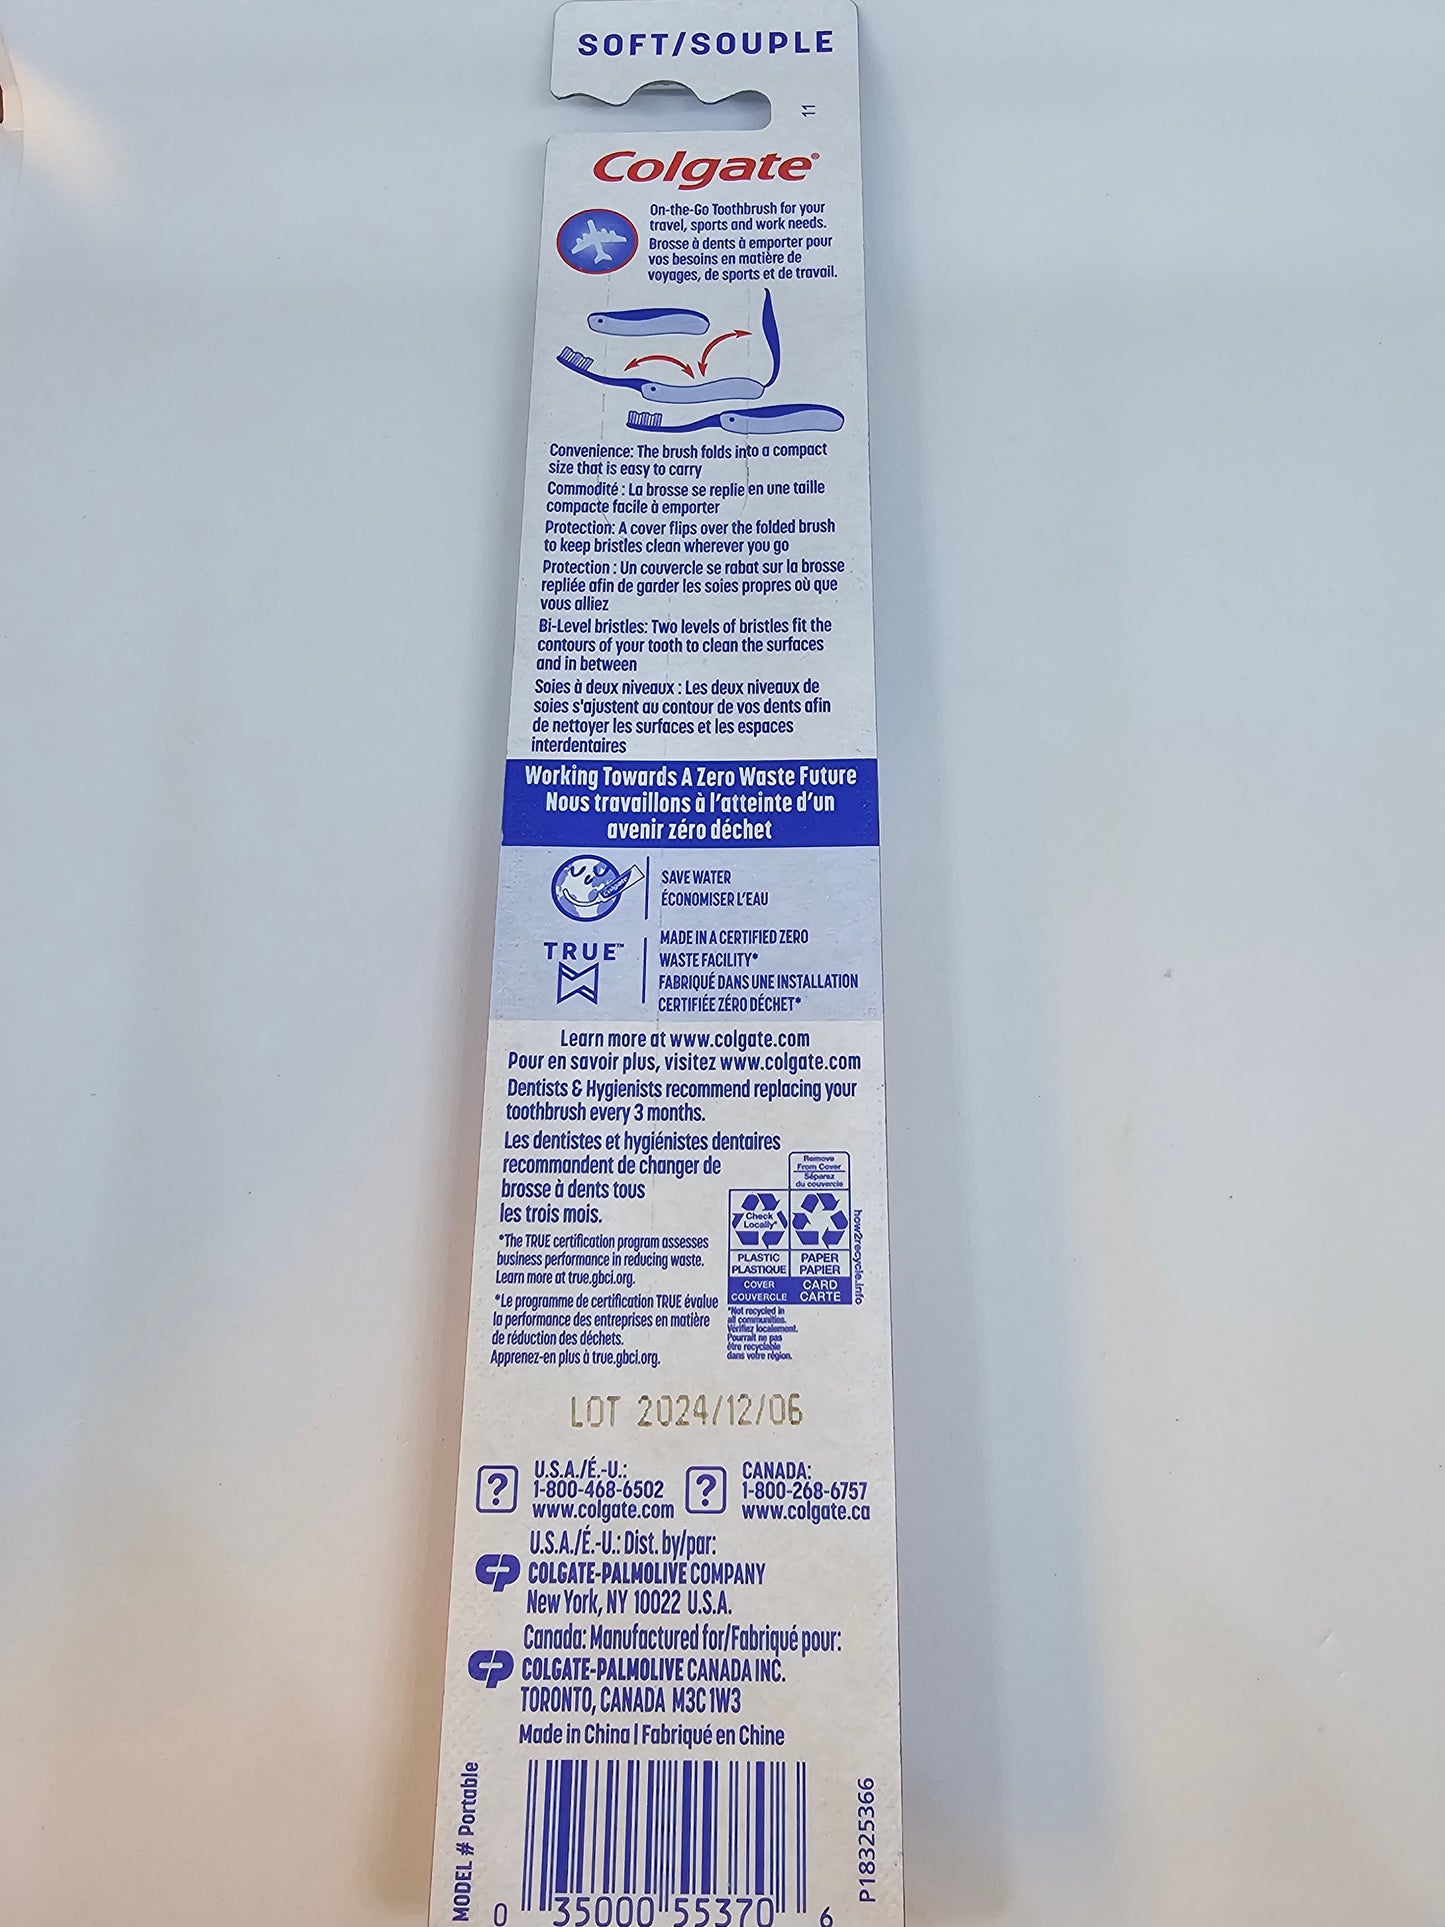 SOFT/SOUPLE
11
Colgate®
On-the-Go Toothbrush for your
travel, sports and work needs.
Brosse à dents à emporter pour
vos besoins en matière de
voyages, de sports et de travail.
Convenience: The brush folds into a compact
size that is easy to carry
Commodité : La brosse se replie en une taille
compacte facile à emporter
Protection: A cover flips over the folded brush
to keep bristles clean wherever you go
Protection : Un couvercle se rabat sur la brosse
repliée afin de garder les soies propres où que
vous alliez
Bi-Level bristles: Two levels of bristles fit the
contours of your tooth to clean the surfaces
and in between
Soies à deux niveaux : Les deux niveaux de
soies s'ajustent au contour de vos dents afin
de nettoyer les surfaces et les espaces
interdentaires
Working Towards A Zero Waste Future
Nous travaillons à l'atteinte d'un
avenir zéro déchet
Colgate
SAVE WATER
ÉCONOMISER L'EAU
TRUE™
MADE IN A CERTIFIED ZERO
WASTE FACILITY*
FABRIQUÉ DANS UNE INSTALLATION
CERTIFIÉE ZÉRO DÉCHET*
Learn more at www.colgate.com
Pour en savoir plus, visitez www.colgate.com
Dentists & Hygienists recommend replacing your
toothbrush every 3 months.
Les dentistes et hygiénistes dentaires
recommandent de changer de
brosse à dents tous
les trois mois.
*The TRUE certification program assesses
business performance in reducing waste.
Learn more at true.gbci.org.
*Le programme de certification TRUE évalue
la performance des entreprises en matière
de réduction des déchets.
Apprenez-en plus à true.gbci.org.
Remove
From Cover
Séparez
du couvercle
Check
Locally*
PLASTIC
PLASTIQUE
COVER
COUVERCLE
PAPER
PAPIER
CARD
CARTE
how2recycle.info
*Not recycled in
all communities.
Vérifiez localement.
Pourrait ne pas
être recyclable
dans votre région.
LOT 2024/12/06
U.S.A./É.-U.:
1-800-468-6502
www.colgate.com
CANADA:
1-800-268-6757
www.colgate.ca
U.S.A./É.-U.: Dist. by/par:
CP COLGATE-PALMOLIVE COMPANY
New York, NY 10022 U.S.A.
Canada: Manufactured for/Fabriqué pour:
CP COLGATE-PALMOLIVE CANADA INC.
TORONTO, CANADA M3C 1W3
Made in China | Fabriqué en Chine
MODEL # Portable
P18325366
0 35000 55370 6